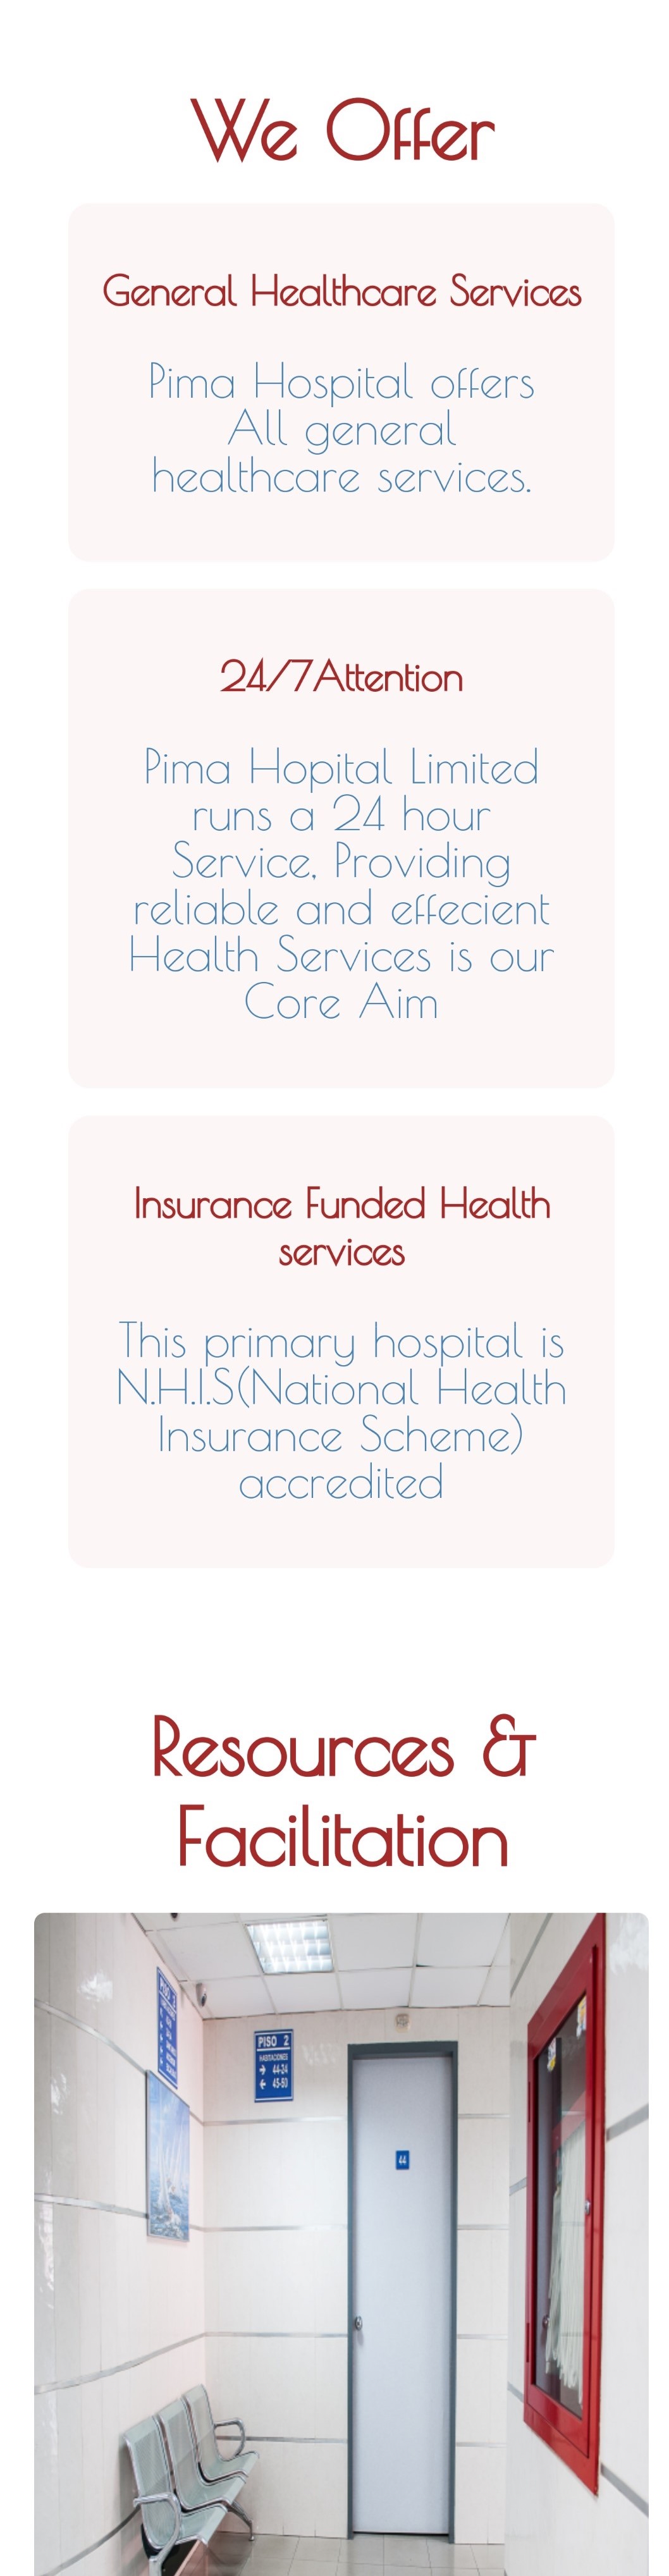 We Offer
General Healthcare Services
Pima Hospital offers
All general
healthcare services.
24/7Attention
Pima Hopital Limited
runs a 24 hour
Service, Providing
reliable and effecient
Health Services is our
Core Aim
Insurance Funded Health
services
This primary hospital is
N.H.I.S(National Health
Insurance Scheme)
accredited
Resources &
Facilitation
PISO 2
PISO 2
HABITACIONES
→ 44-24
← 45-50
44